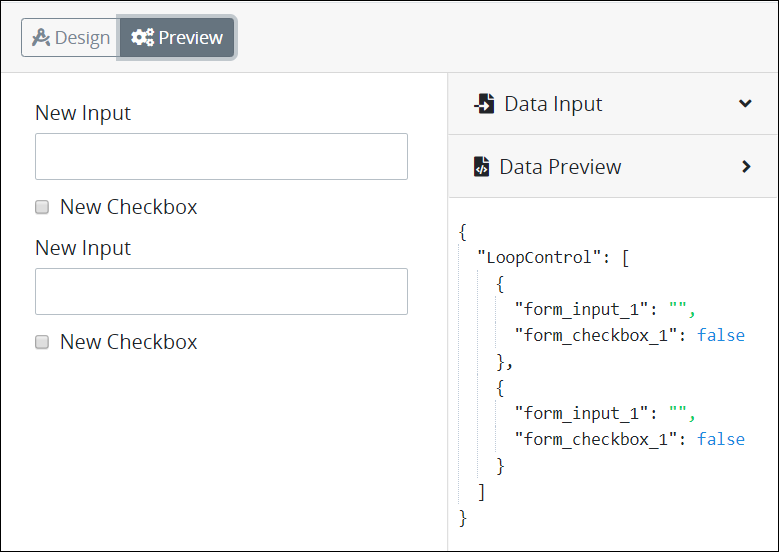 Design Preview
New Input
New Checkbox
New Input
New Checkbox
Data Input
Data Preview
{
"LoopControl": [
{
"form_input_1": "",
"form_checkbox_1": false
},
{
"form_input_1": "",
"form_checkbox_1": false
}
]
}